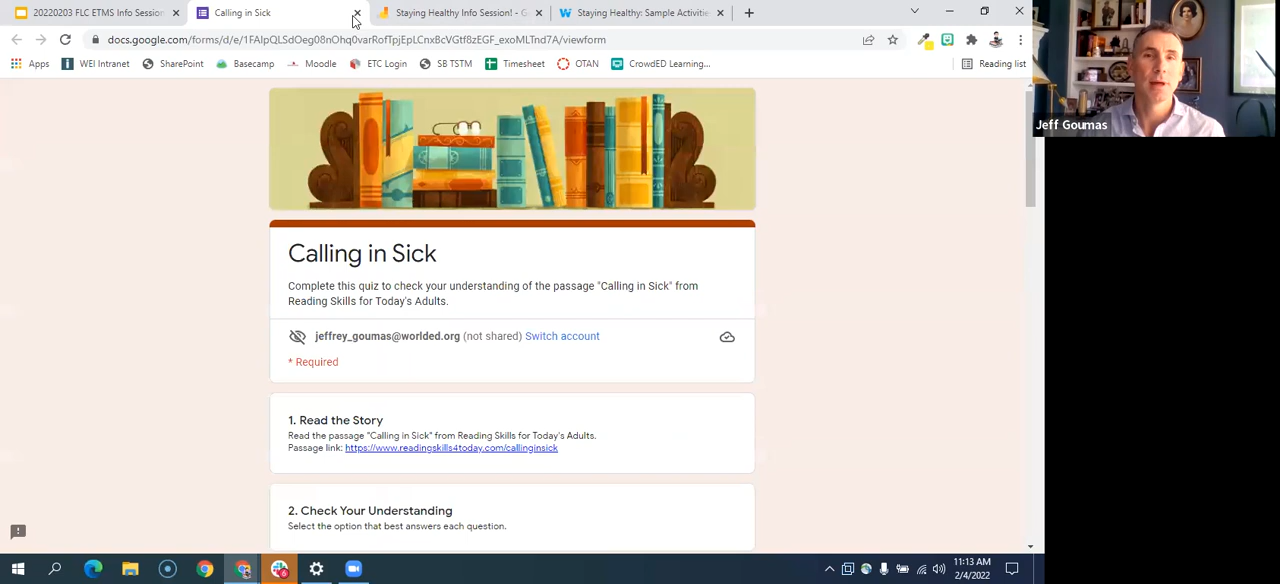 20220203 FLC ETMS Info Session
Calling in Sick
Staying Healthy Info Session! - G
Staying Healthy: Sample Activitie
docs.google.com/forms/d/e/1FAIpQLSdOeg08nOhq0varRofTpjEpLCnxBcVGtf8zEGF_exoMLTnd7A/viewform
Apps
WEI Intranet
SharePoint
Basecamp
Moodle
ETC Login
SB TSTM
Timesheet
OTAN
CrowdED Learning...
Reading list
Jeff Goumas
Calling in Sick
Complete this quiz to check your understanding of the passage "Calling in Sick" from
Reading Skills for Today's Adults.
jeffrey_goumas@worlded.org (not shared) Switch account
* Required
1. Read the Story
Read the passage "Calling in Sick" from Reading Skills for Today's Adults.
Passage link: https://www.readingskills4today.com/callinginsick
2. Check Your Understanding
Select the option that best answers each question.
11:13 AM
2/4/2022